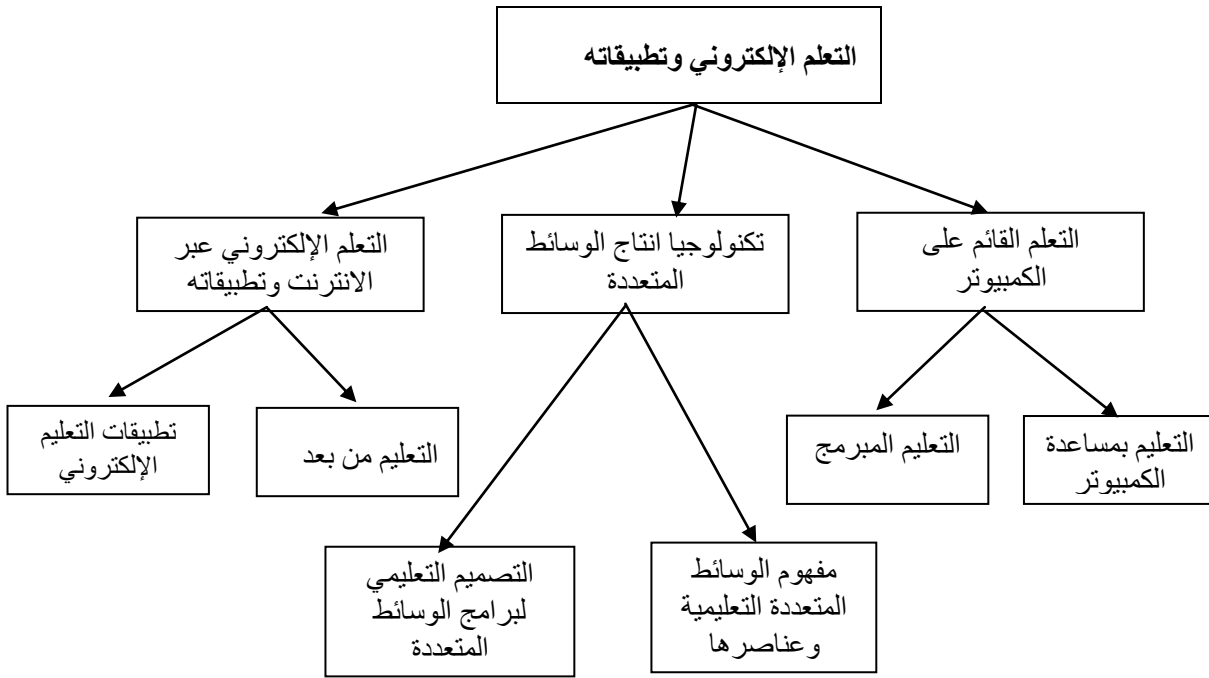 التعلم الإلكتروني وتطبيقاته
التعلم القائم على
الكمبيوتر
تكنولوجيا انتاج الوسائط
المتعددة
التعلم الإلكتروني عبر
الانترنت وتطبيقاته
التعليم بمساعدة
الكمبيوتر
التعليم المبرمج
التعليم من بعد
تطبيقات التعليم
الإلكتروني
مفهوم الوسائط
المتعددة التعليمية
وعناصرها
التصميم التعليمي
لبرامج الوسائط
المتعددة